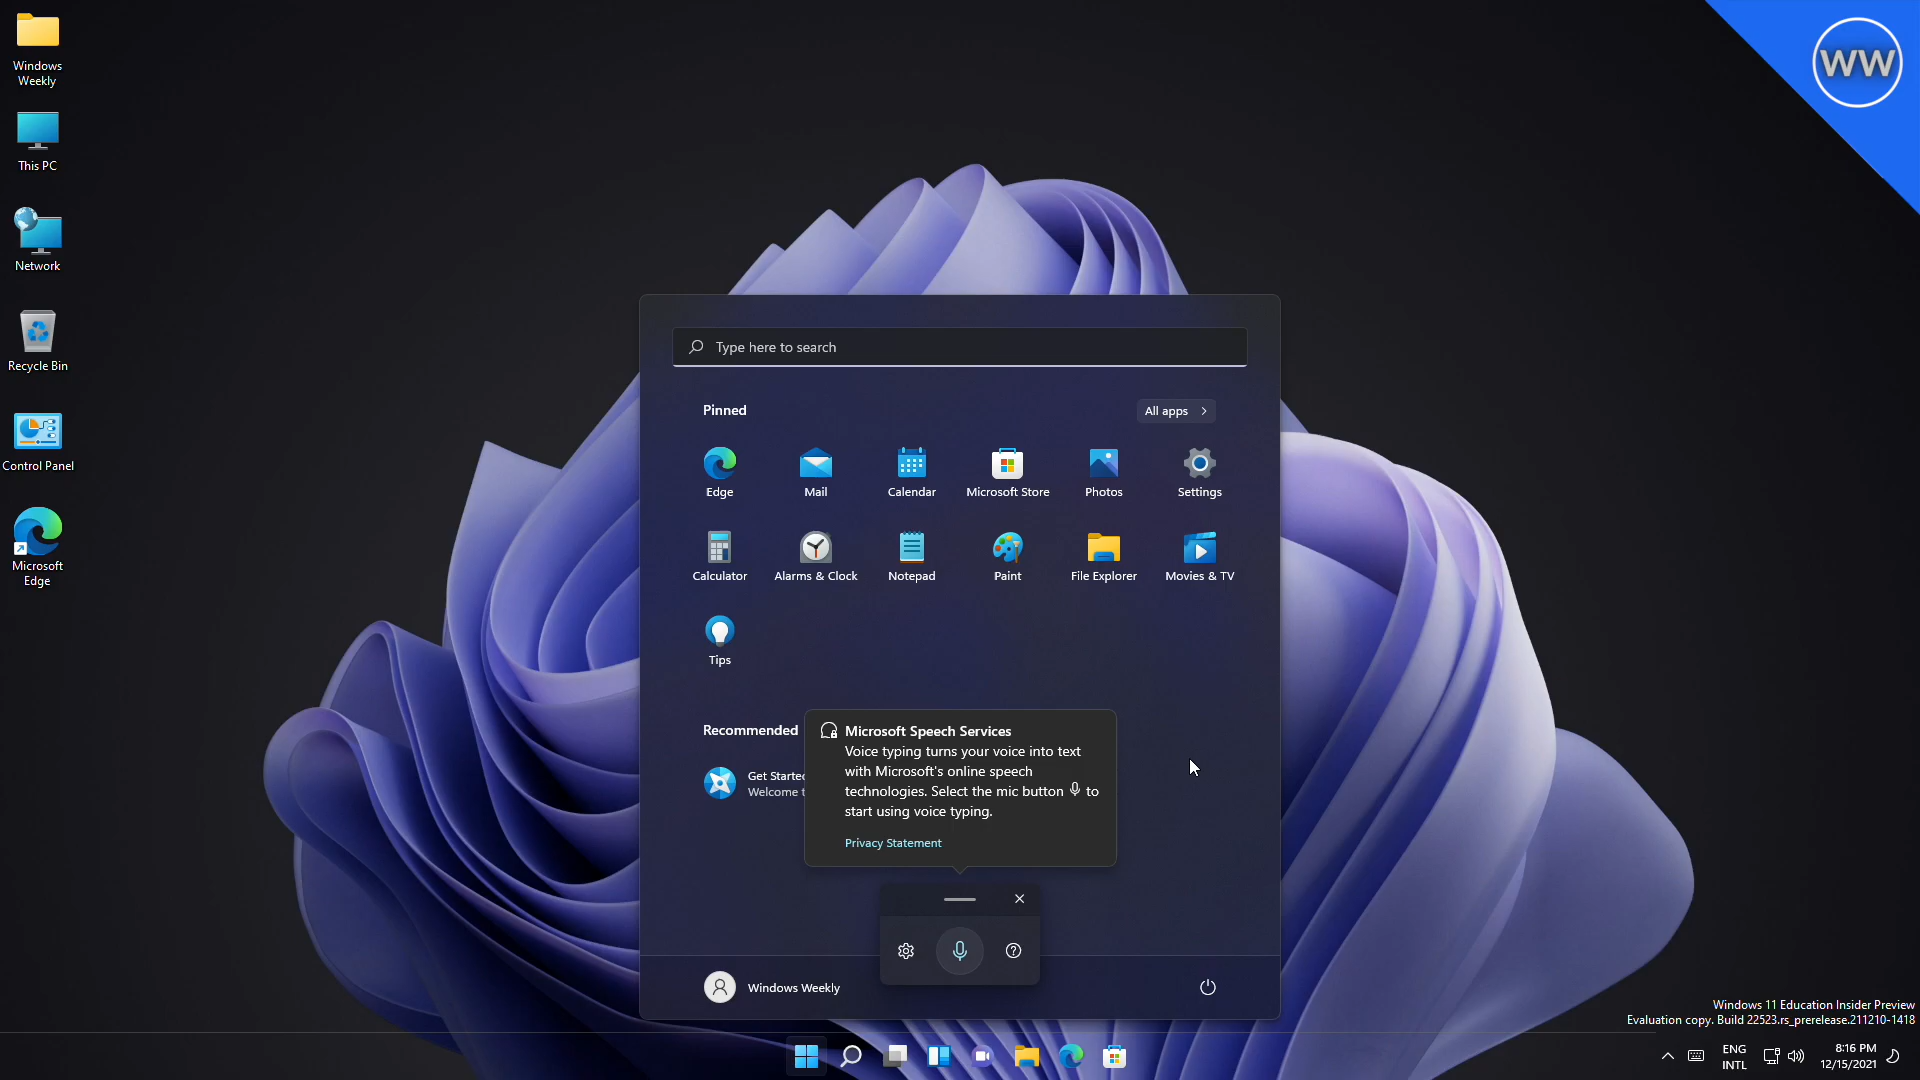 Windows
Weekly
This PC
Network
Recycle Bin
Control Panel
Microsoft
Edge
WW
Type here to search
Pinned
All apps
Edge
Mail
Calendar
Microsoft Store
Photos
Settings
Calculator
Alarms & Clock
Notepad
Paint
File Explorer
Movies & TV
Tips
Recommended
Get Started
Welcome t
Microsoft Speech Services
Voice typing turns your voice into text
with Microsoft's online speech
technologies. Select the mic button to
start using voice typing.
Privacy Statement
Windows Weekly
Windows 11 Education Insider Preview
Evaluation copy. Build 22523.rs_prerelease.211210-1418
ENG
INTL
8:16 PM
12/15/2021